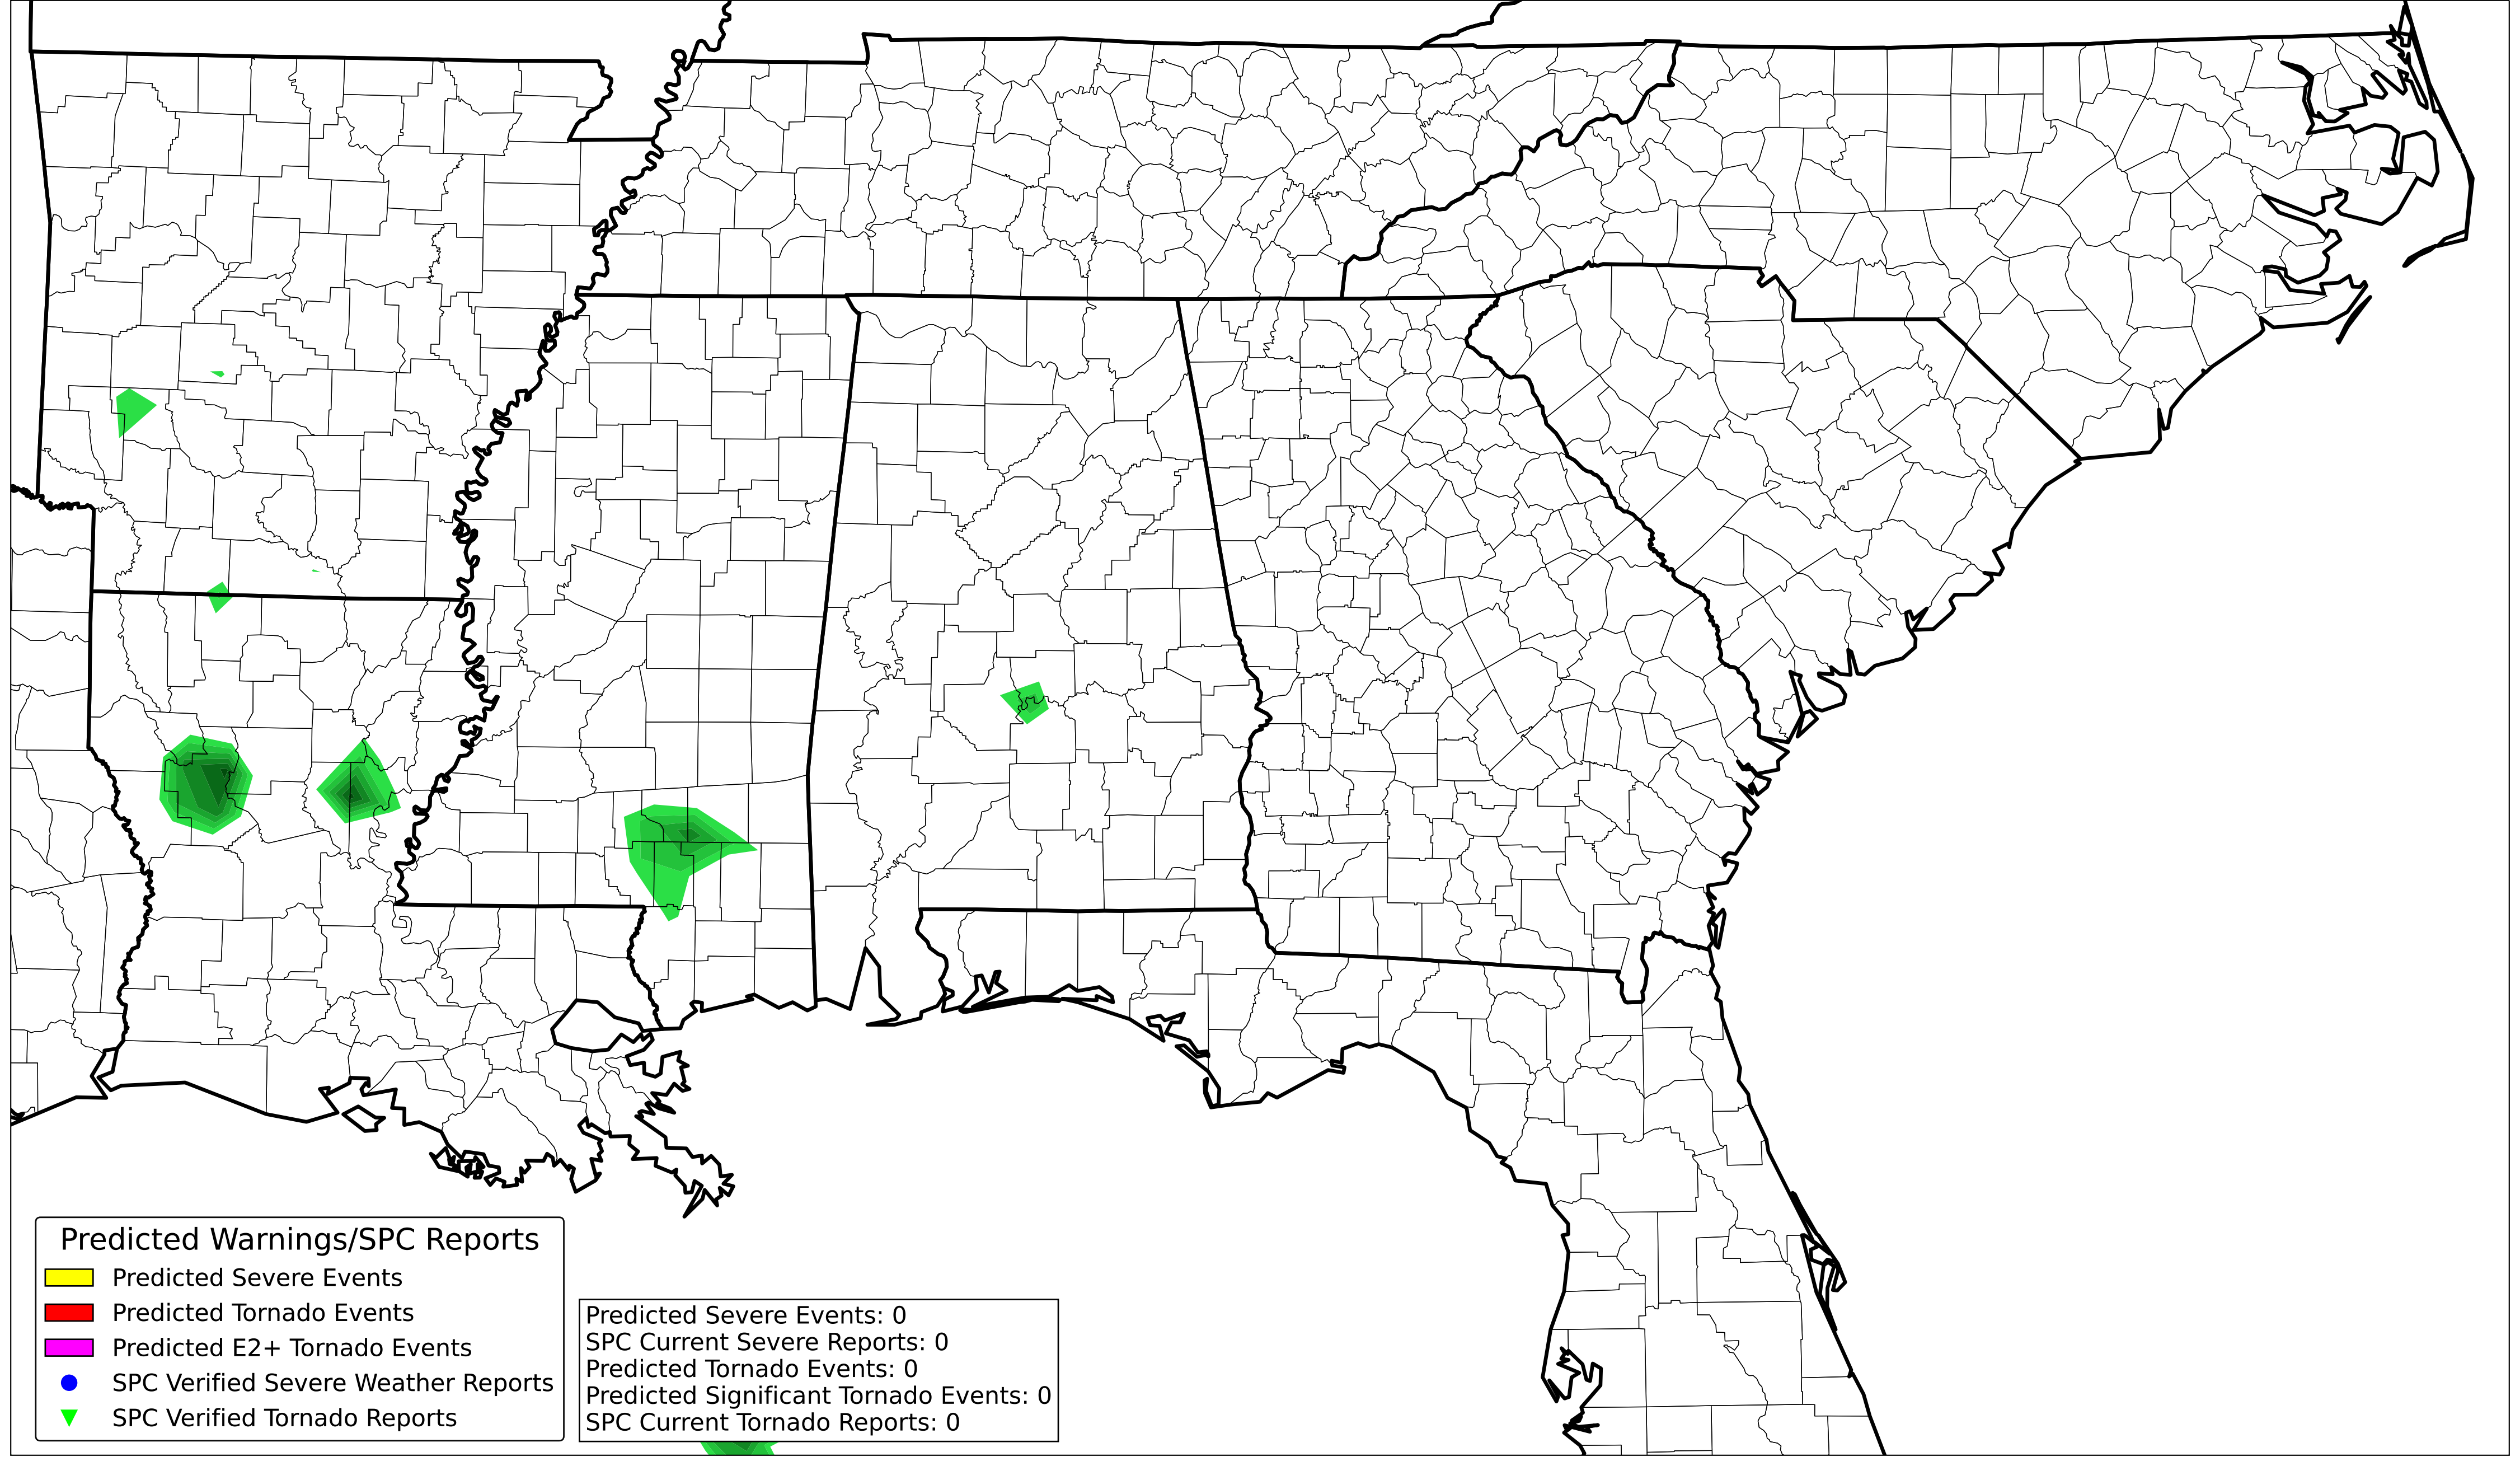 Predicted Warnings/SPC Reports
Predicted Severe Events
Predicted Tornado Events
Predicted E2+ Tornado Events
SPC Verified Severe Weather Reports
SPC Verified Tornado Reports
Predicted Severe Events: 0
SPC Current Severe Reports: 0
Predicted Tornado Events: 0
Predicted Significant Tornado Events: 0
SPC Current Tornado Reports: 0